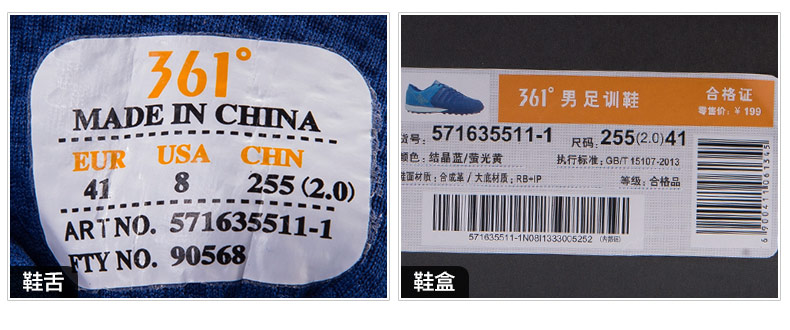 361°
MADE IN CHINA
EUR USA CHN
41 8 255 (2.0)
ART NO. 571635511-1
FTY NO. 90568
鞋舌
361° 男足训鞋
合格证
零售价: ¥ 199
货号: 571635511-1 尺码: 255(2.0)41
颜色: 结晶蓝/萤光黄 执行标准: GB/T 15107-2013
鞋面材质: 合成革/大底材质: RB+IP 等级: 合格品
571635511-1N08I1333005252 (内部码)
6900411061345
鞋盒